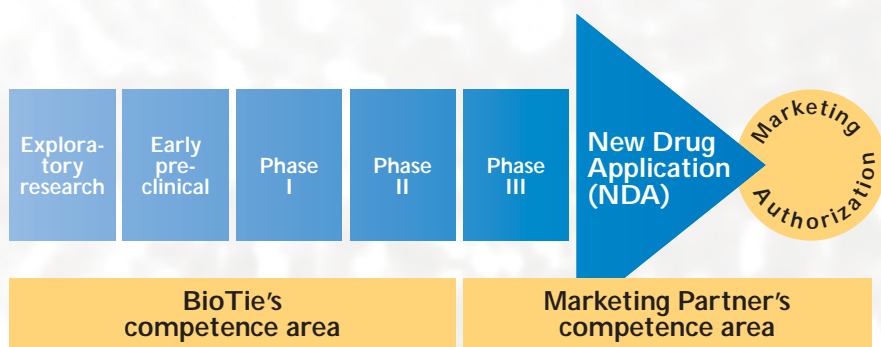 Explora-
tory
research
Early
pre-
clinical
Phase
I
Phase
II
Phase
III
New Drug
Application
(NDA)
Marketing
Authorization
BioTie's
competence area
Marketing Partner's
competence area